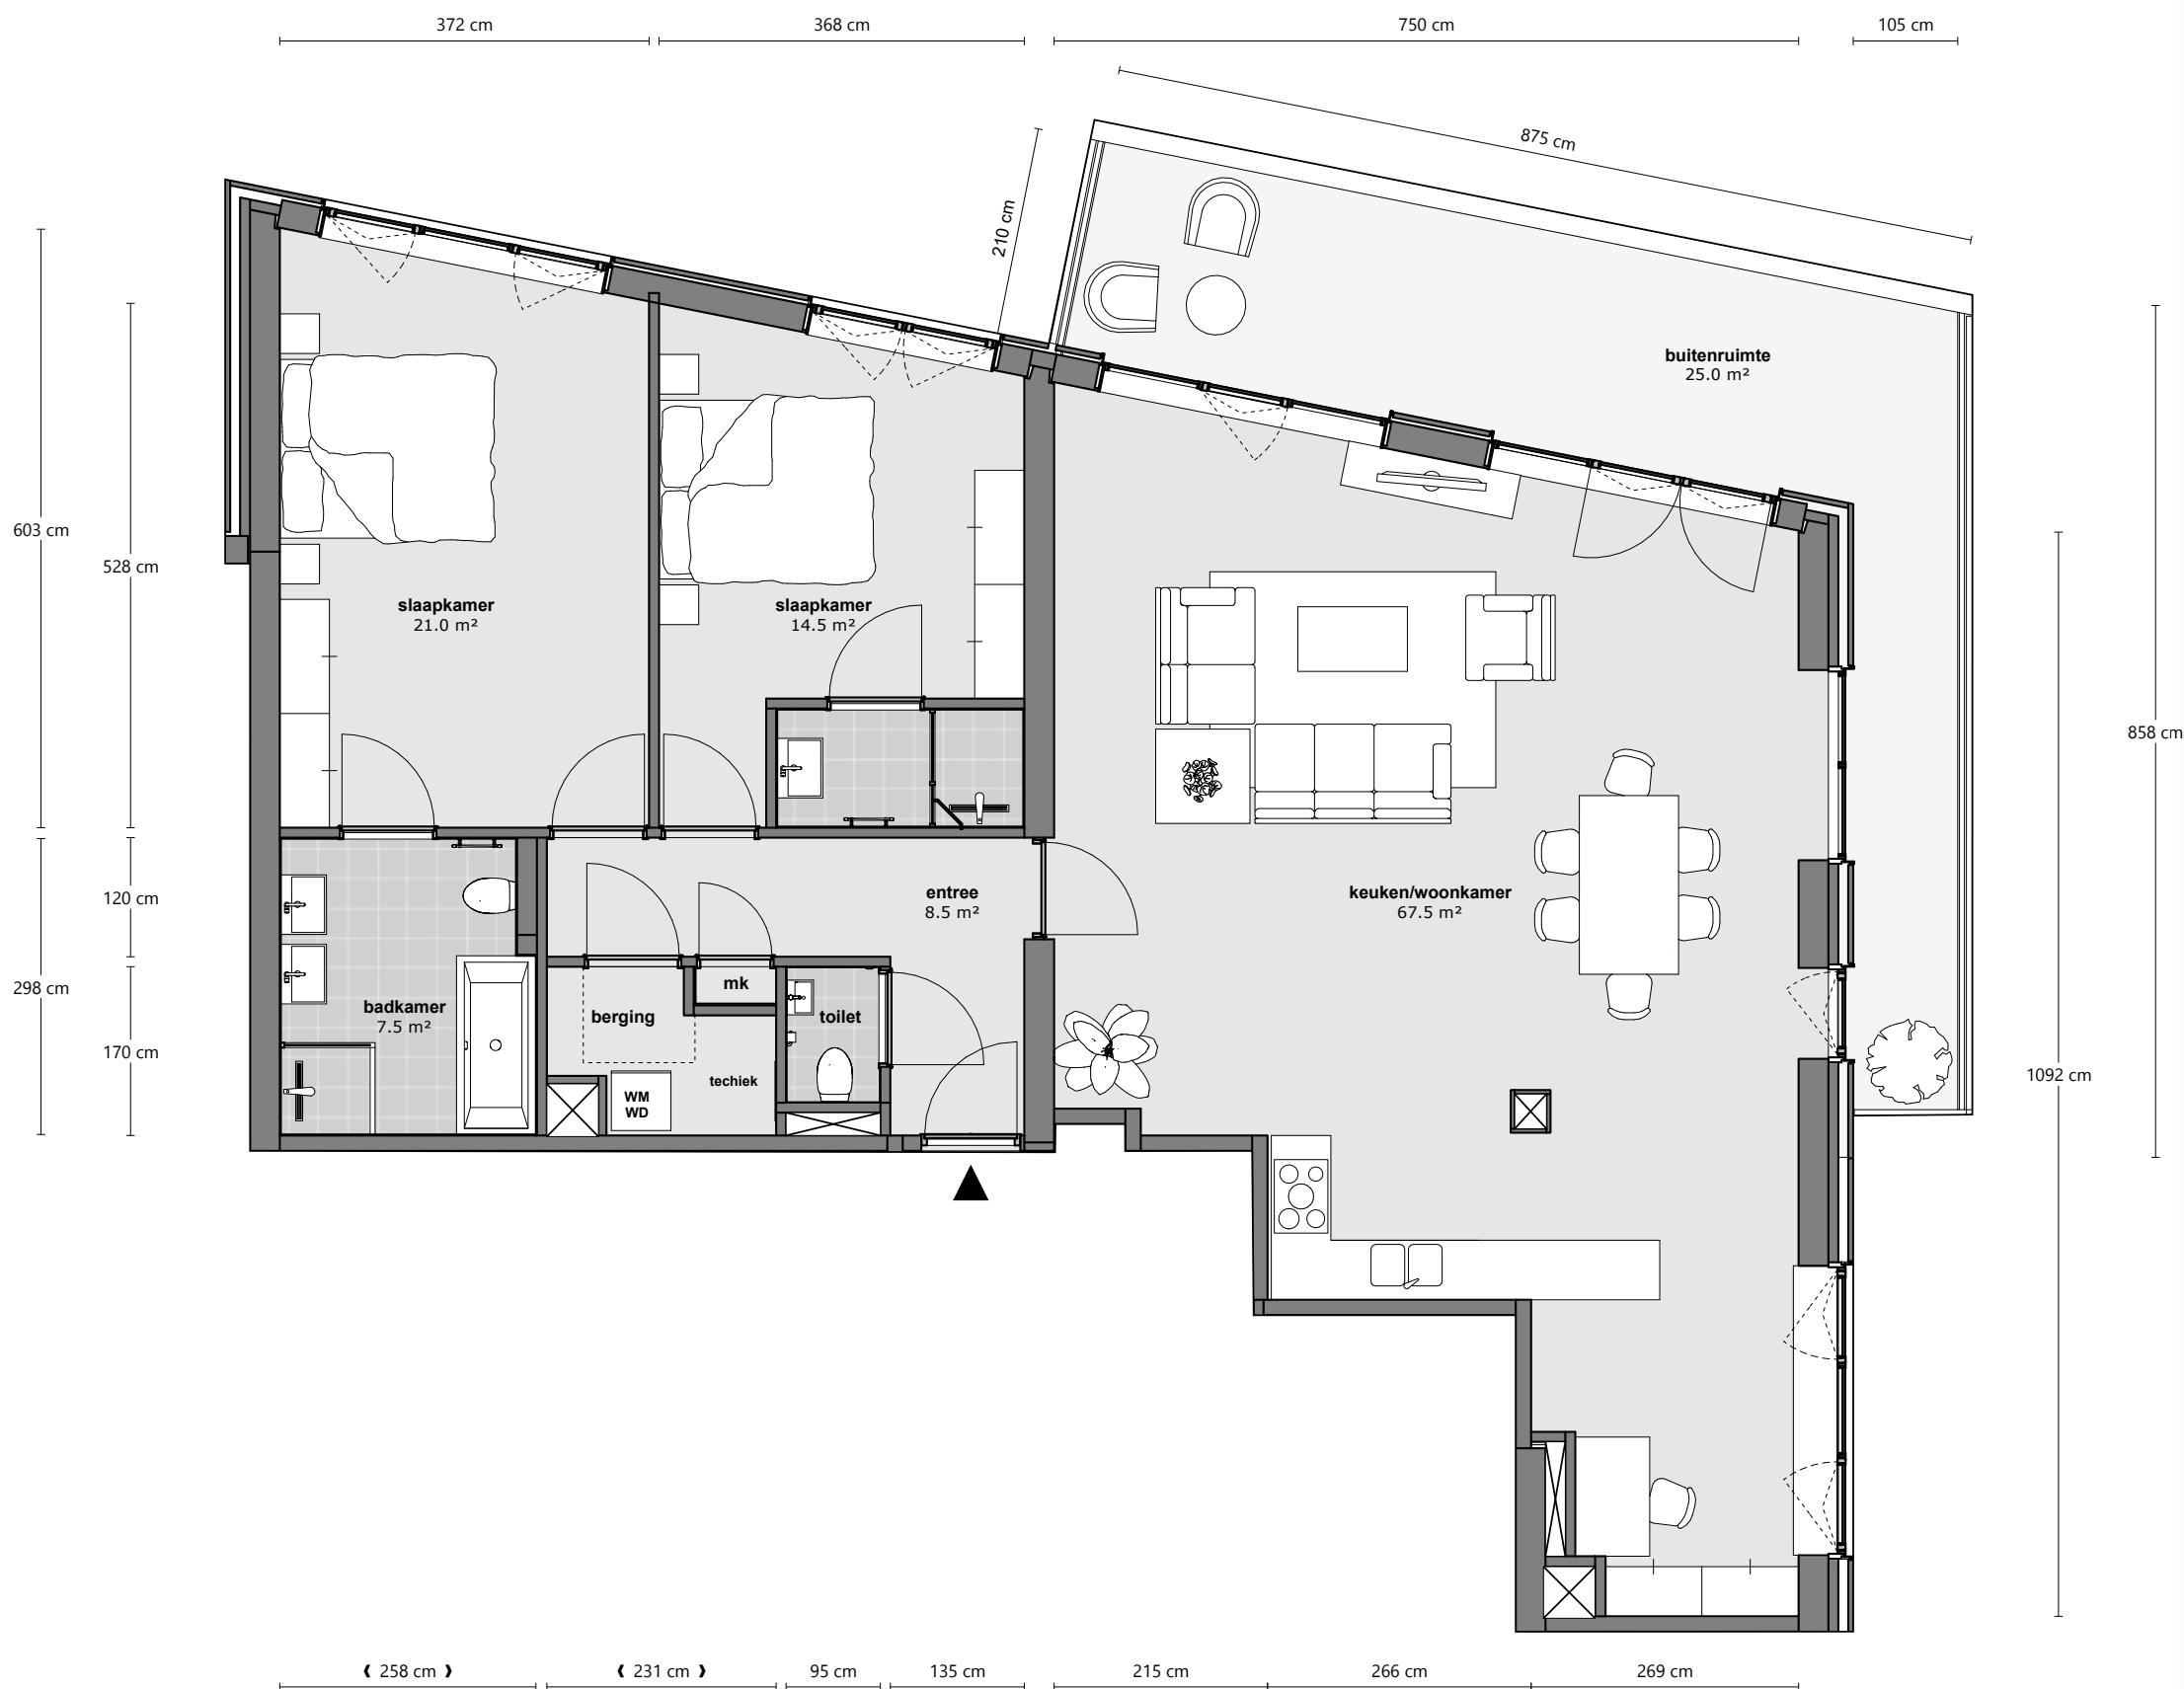 372 cm
368 cm
750 cm
105 cm
875 cm
210 cm
buitenruimte
25.0 m²
603 cm
528 cm
slaapkamer
21.0 m²
slaapkamer
14.5 m²
858 cm
120 cm
entree
8.5 m²
keuken/woonkamer
67.5 m²
298 cm
mk
badkamer
7.5 m²
berging
toilet
170 cm
techiek
1092 cm
WM
WD
258 cm
231 cm
95 cm
135 cm
215 cm
266 cm
269 cm